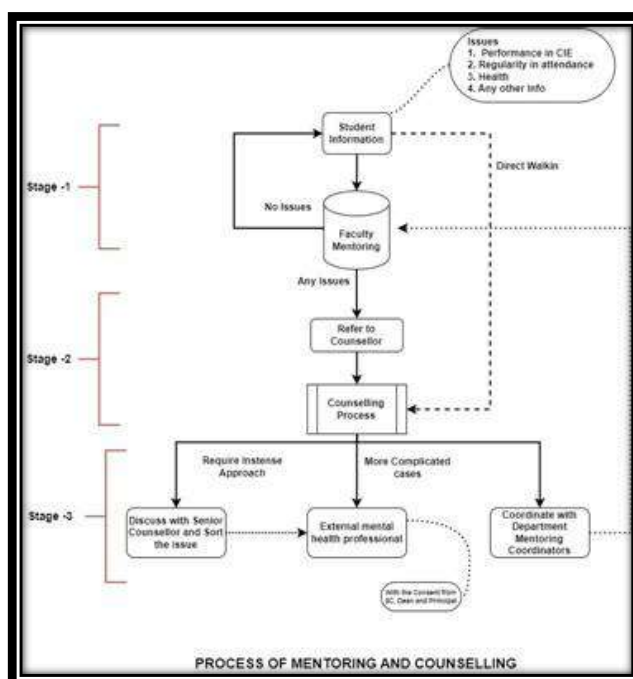 Issues
1. Performance in CIE
2. Regularity in attendance
3. Health
4. Any other Info
Student
Information
Direct Walkin
Stage -1
No Issues
Faculty
Mentoring
Any Issues
Refer to
Counsellor
Stage -2
Counselling
Process
Require Instense
Approach
More Complicated
cases
Stage -3
Discuss with Senior
Counsellor and Sort
the issue
External mental
health professional
Coordinate with
Department
Mentoring
Coordinators
With the Consent from
SC, Dean and Principal
PROCESS OF MENTORING AND COUNSELLING